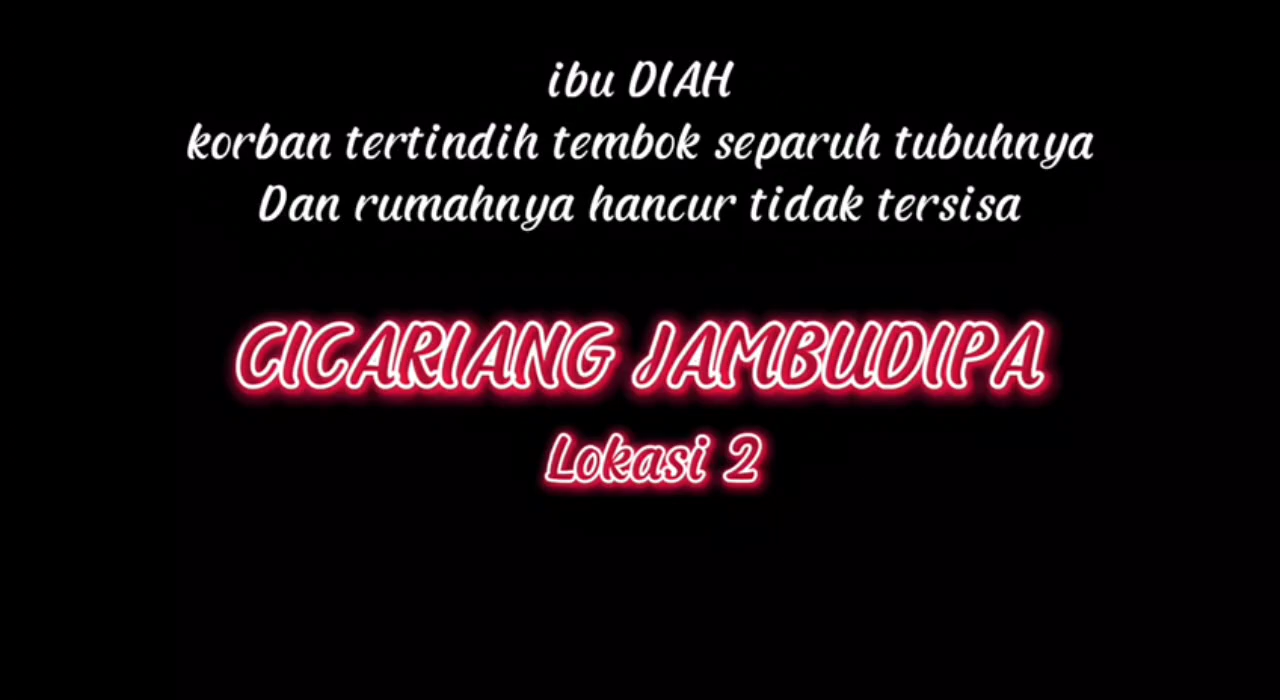 ibu DIAH
korban tertindih tembok separuh tubuhnya
Dan rumahnya hancur tidak tersisa
CICARIANG JAMBUDIPA
Lokasi 2